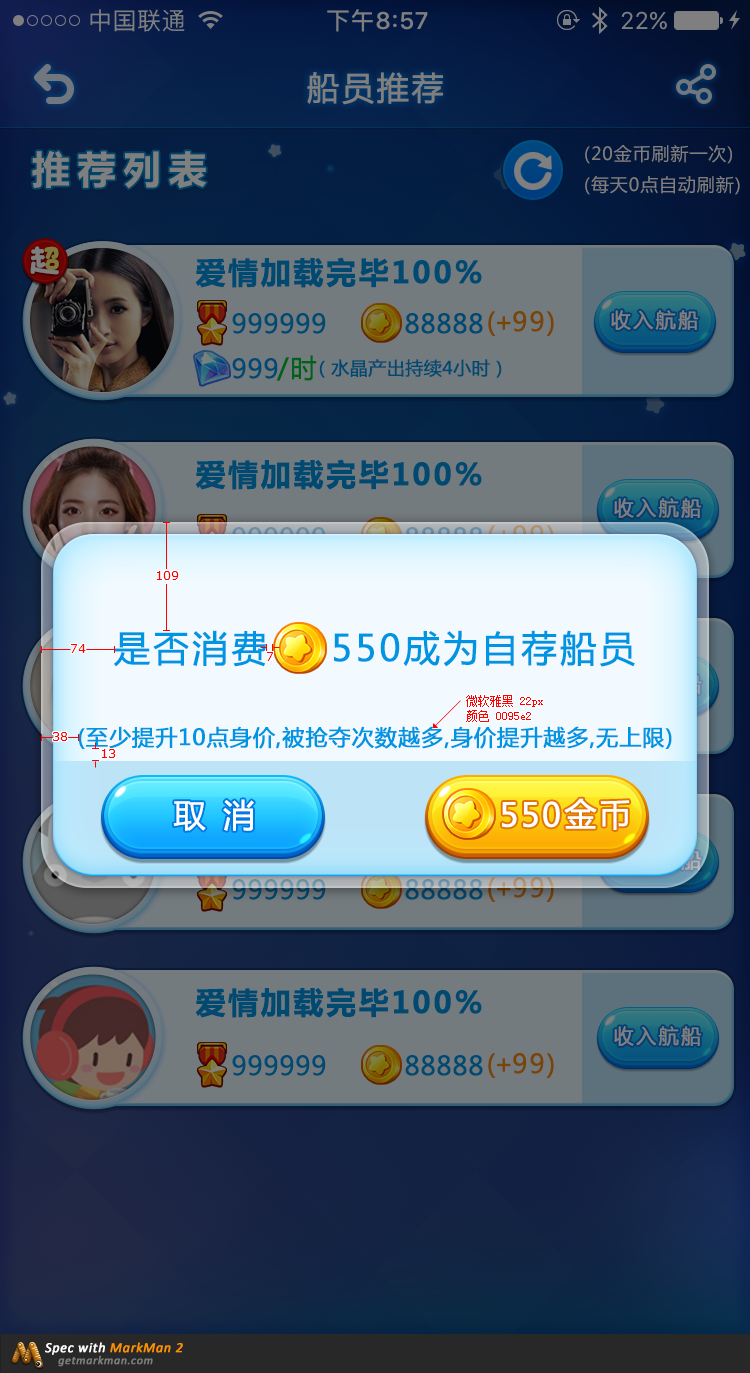 中国联通 下午8:57 22%
船员推荐
推荐列表
(20金币刷新一次)
(每天0点自动刷新)
超
爱情加载完毕100%
999999 88888(+99)
收入航船
999/时( 水晶产出持续4小时 )
爱情加载完毕100%
收入航船
109
74
是否消费550成为自荐船员
7
微软雅黑 22px
颜色 0095e2
38
(至少提升10点身价,被抢夺次数越多,身价提升越多,无上限)
13
取 消
550金币
船
999999 88888(+99)
爱情加载完毕100%
999999 88888(+99)
收入航船
Spec with MarkMan 2
getmarkman.com